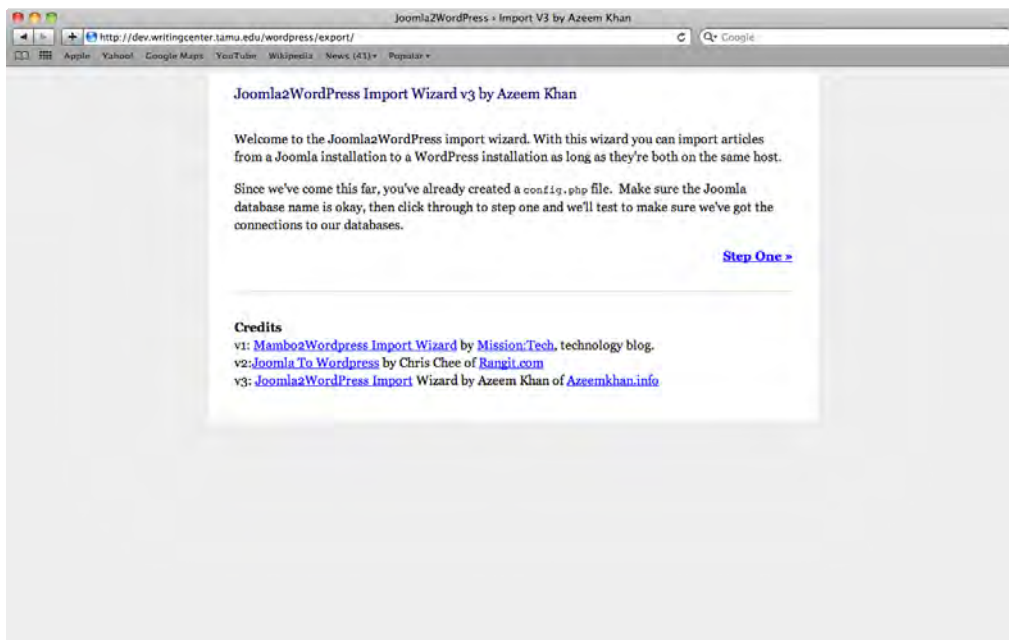 Joomla2WordPress › Import V3 by Azeem Khan
http://dev.writingcenter.tamu.edu/wordpress/export/
Google
Apple Yahoo! Google Maps YouTube Wikipedia News (41) Popular
Joomla2WordPress Import Wizard v3 by Azeem Khan
Welcome to the Joomla2WordPress import wizard. With this wizard you can import articles
from a Joomla installation to a WordPress installation as long as they're both on the same host.
Since we've come this far, you've already created a config.php file. Make sure the Joomla
database name is okay, then click through to step one and we'll test to make sure we've got the
connections to our databases.
Step One »
Credits
v1: Mambo2Wordpress Import Wizard by Mission:Tech, technology blog.
v2:Joomla To Wordpress by Chris Chee of Rangit.com
v3: Joomla2WordPress Import Wizard by Azeem Khan of Azeemkhan.info